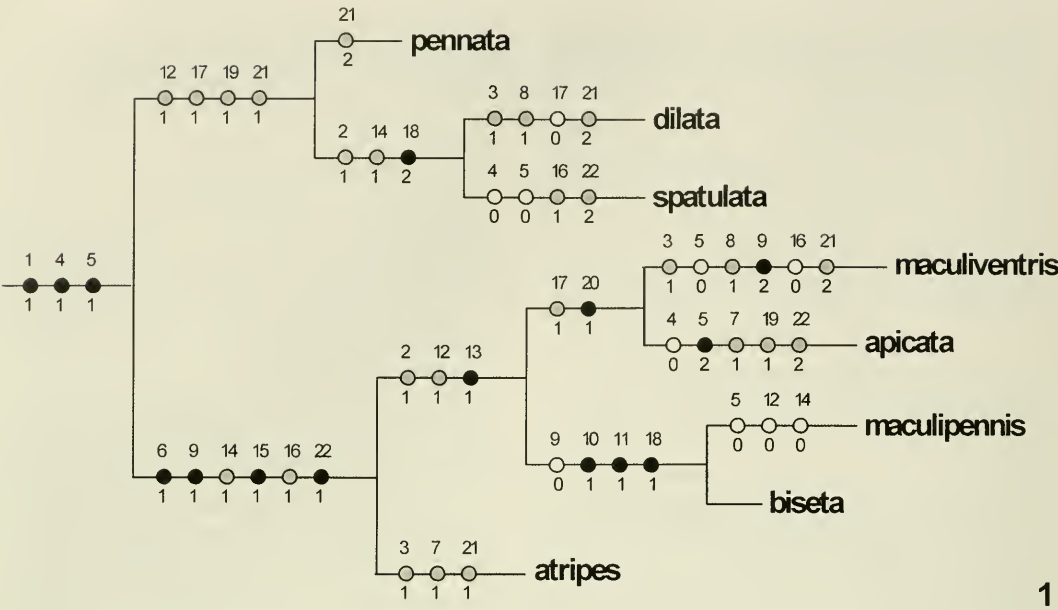 21
pennata
2
12 17 19 21
1 1 1 1
3 8 17 21
dilata
1 1 0 2
2 14 18
1 1 2
4 5 16 22
spatulata
0 0 1 2
1 4 5
1 1 1
3 5 8 9 16 21
maculiventris
1 0 1 2 0 2
17 20
1 1
4 5 7 19 22
apicata
0 2 1 1 2
2 12 13
1 1 1
5 12 14
maculipennis
0 0 0
9 10 11 18
0 1 1 1
6 9 14 15 16 22
1 1 1 1 1 1
biseta
3 7 21
atripes
1 1 1
1